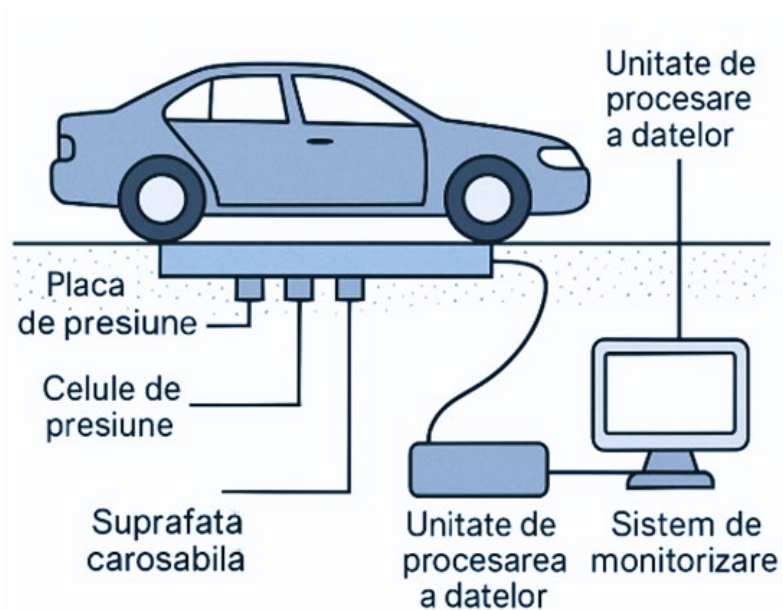 Unitate de
procesare
a datelor
Placa
de presiune
Celule de
presiune
Suprafata
carosabila
Unitate de
procesarea
a datelor
Sistem de
monitorizare